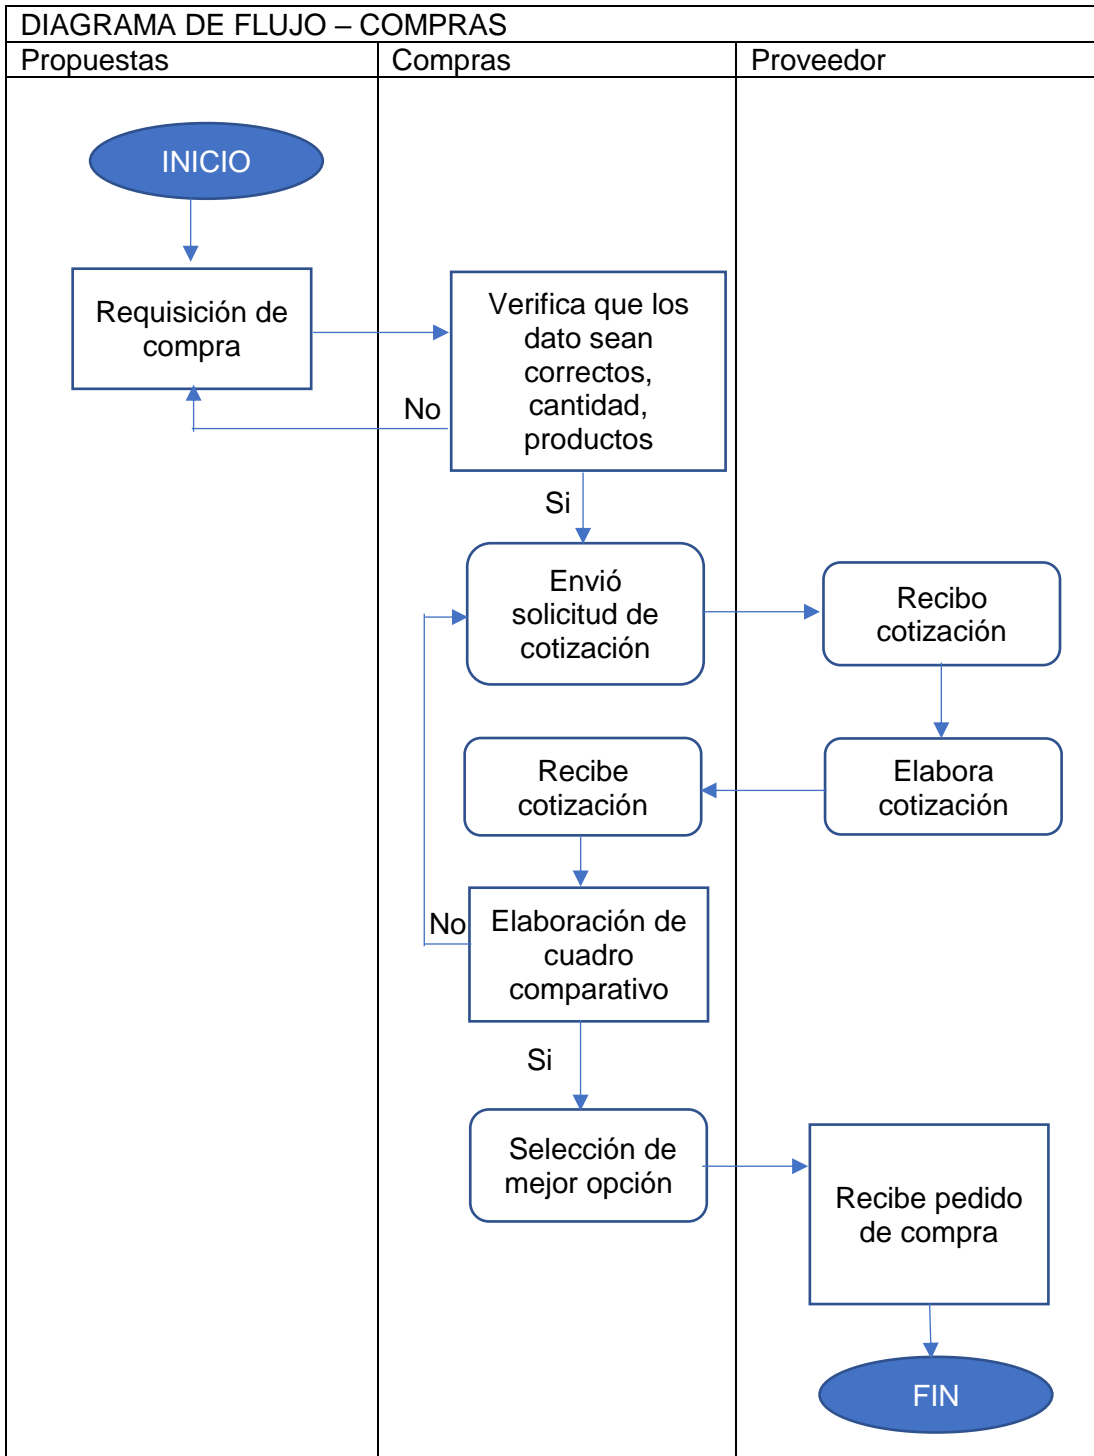 DIAGRAMA DE FLUJO – COMPRAS
Propuestas
Compras
Proveedor
INICIO
Requisición de
compra
Verifica que los
dato sean
correctos,
cantidad,
productos
No
Si
Envió
solicitud de
cotización
Recibo
cotización
Elabora
cotización
Recibe
cotización
Elaboración de
cuadro
comparativo
No
Si
Selección de
mejor opción
Recibe pedido
de compra
FIN